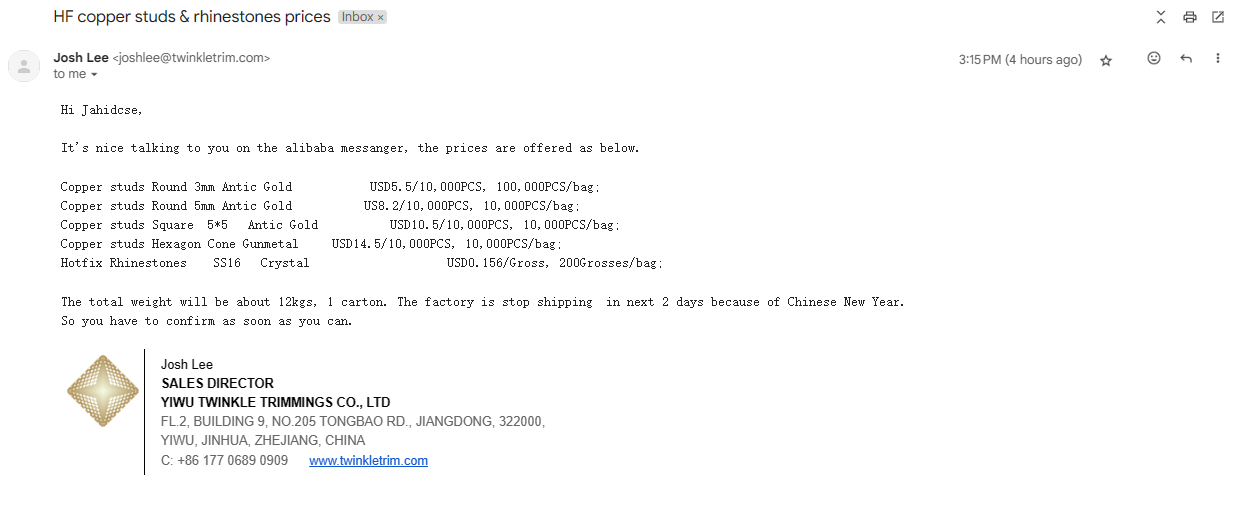 HF copper studs & rhinestones prices Inbox ×
Josh Lee <joshlee@twinkletrim.com> 3:15 PM (4 hours ago)
to me
Hi Jahidcse,
It's nice talking to you on the alibaba messanger, the prices are offered as below.
Copper studs Round 3mm Antic Gold USD5.5/10,000PCS, 100,000PCS/bag;
Copper studs Round 5mm Antic Gold US8.2/10,000PCS, 10,000PCS/bag;
Copper studs Square 5*5 Antic Gold USD10.5/10,000PCS, 10,000PCS/bag;
Copper studs Hexagon Cone Gunmetal USD14.5/10,000PCS, 10,000PCS/bag;
Hotfix Rhinestones SS16 Crystal USD0.156/Gross, 200Grosses/bag;
The total weight will be about 12kgs, 1 carton. The factory is stop shipping in next 2 days because of Chinese New Year.
So you have to confirm as soon as you can.
Josh Lee
SALES DIRECTOR
YIWU TWINKLE TRIMMINGS CO., LTD
FL.2, BUILDING 9, NO.205 TONGBAO RD., JIANGDONG, 322000,
YIWU, JINHUA, ZHEJIANG, CHINA
C: +86 177 0689 0909 www.twinkletrim.com